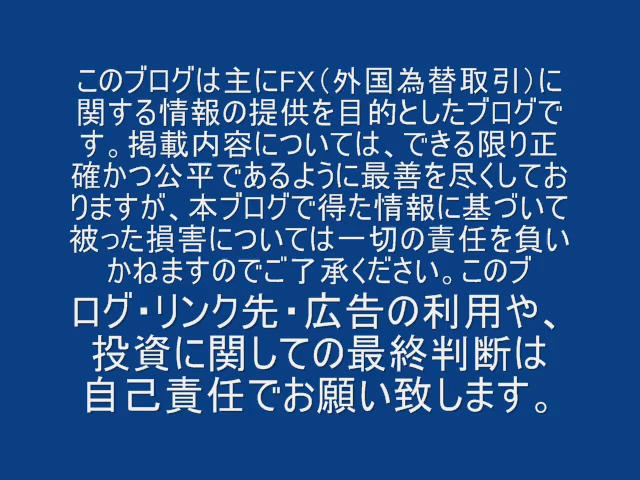 このブログは主にFX（外国為替取引）に
関する情報の提供を目的としたブログで
す。掲載内容については、できる限り正
確かつ公平であるように最善を尽くしてお
りますが、本ブログで得た情報に基づいて
被った損害については一切の責任を負い
かねますのでご了承ください。このブ
ログ・リンク先・広告の利用や、
投資に関しての最終判断は
自己責任でお願い致します。